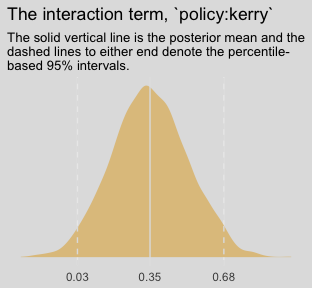 The interaction term, `policy:kerry`
The solid vertical line is the posterior mean and the
dashed lines to either end denote the percentile-
based 95% intervals.
0.03 0.35 0.68